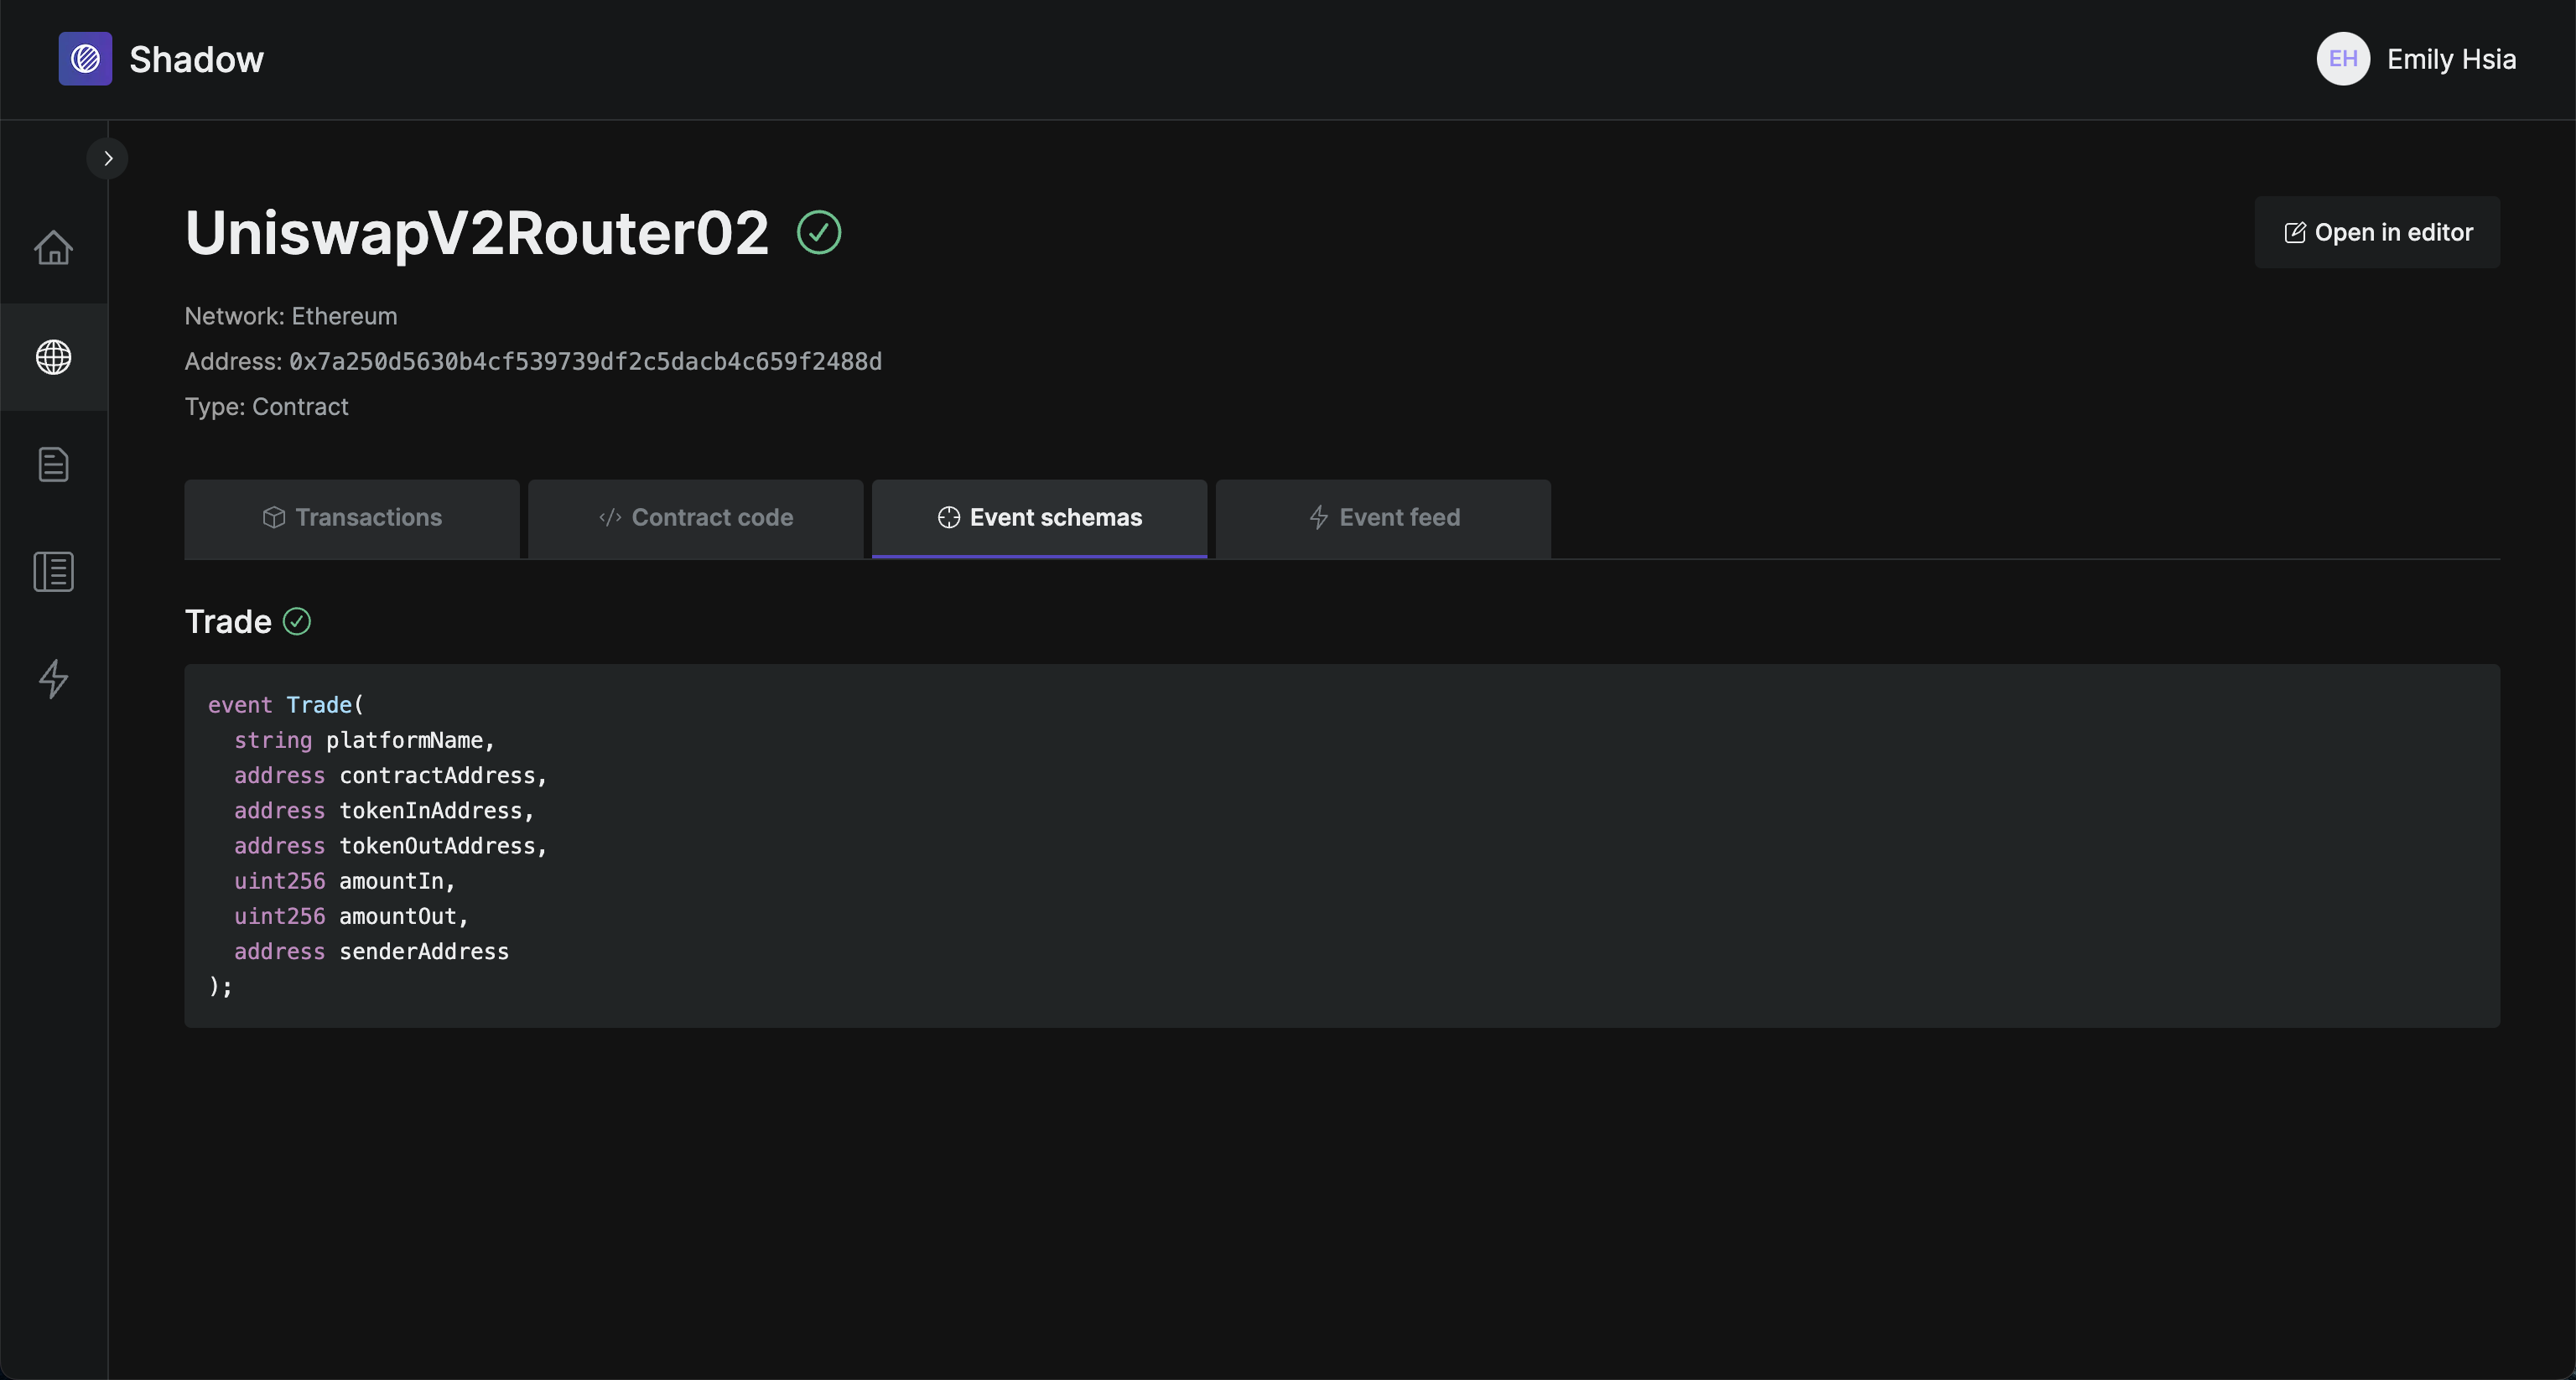 Shadow
EH Emily Hsia
UniswapV2Router02
Open in editor
Network: Ethereum
Address: 0x7a250d5630b4cf539739df2c5dacb4c659f2488d
Type: Contract
Transactions </> Contract code Event schemas Event feed
Trade
event Trade(
  string platformName,
  address contractAddress,
  address tokenInAddress,
  address tokenOutAddress,
  uint256 amountIn,
  uint256 amountOut,
  address senderAddress
);